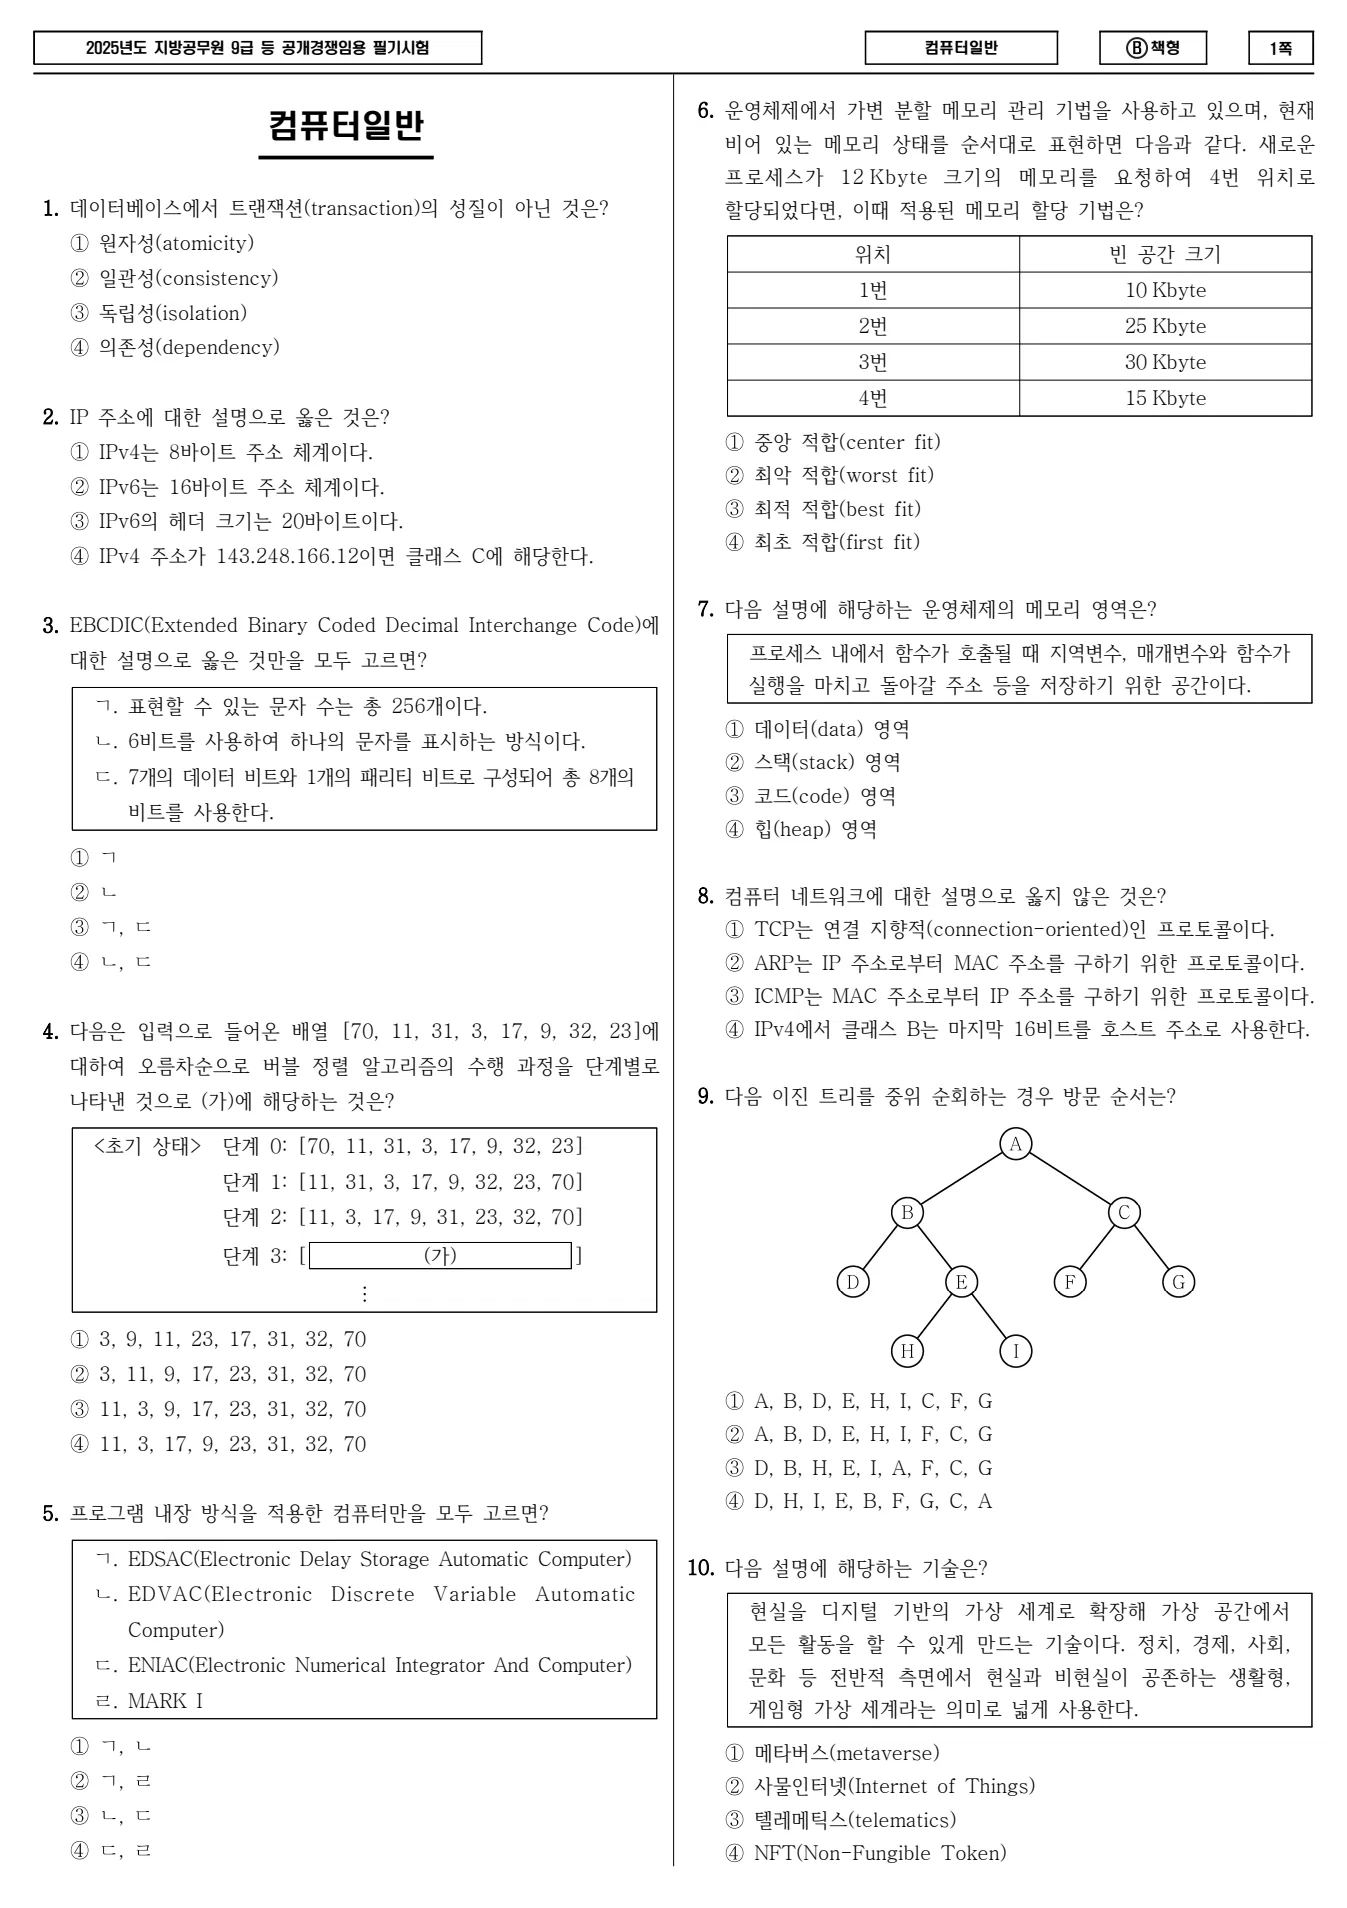 2025년도 지방공무원 9급 등 공개경쟁임용 필기시험
컴퓨터일반
Ⓑ책형
1쪽
컴퓨터일반
1. 데이터베이스에서 트랜잭션(transaction)의 성질이 아닌 것은?
① 원자성(atomicity)
② 일관성(consistency)
③ 독립성(isolation)
④ 의존성(dependency)
2. IP 주소에 대한 설명으로 옳은 것은?
① IPv4는 8바이트 주소 체계이다.
② IPv6는 16바이트 주소 체계이다.
③ IPv6의 헤더 크기는 20바이트이다.
④ IPv4 주소가 143.248.166.12이면 클래스 C에 해당한다.
3. EBCDIC(Extended Binary Coded Decimal Interchange Code)에
대한 설명으로 옳은 것만을 모두 고르면?
ㄱ. 표현할 수 있는 문자 수는 총 256개이다.
ㄴ. 6비트를 사용하여 하나의 문자를 표시하는 방식이다.
ㄷ. 7개의 데이터 비트와 1개의 패리티 비트로 구성되어 총 8개의
비트를 사용한다.
① ㄱ
② ㄴ
③ ㄱ, ㄷ
④ ㄴ, ㄷ
4. 다음은 입력으로 들어온 배열 [70, 11, 31, 3, 17, 9, 32, 23]에
대하여 오름차순으로 버블 정렬 알고리즘의 수행 과정을 단계별로
나타낸 것으로 (가)에 해당하는 것은?
<초기 상태> 단계 0: [70, 11, 31, 3, 17, 9, 32, 23]
단계 1: [11, 31, 3, 17, 9, 32, 23, 70]
단계 2: [11, 3, 17, 9, 31, 23, 32, 70]
단계 3: [ (가) ]
⋮
① 3, 9, 11, 23, 17, 31, 32, 70
② 3, 11, 9, 17, 23, 31, 32, 70
③ 11, 3, 9, 17, 23, 31, 32, 70
④ 11, 3, 17, 9, 23, 31, 32, 70
5. 프로그램 내장 방식을 적용한 컴퓨터만을 모두 고르면?
ㄱ. EDSAC(Electronic Delay Storage Automatic Computer)
ㄴ. EDVAC(Electronic Discrete Variable Automatic
Computer)
ㄷ. ENIAC(Electronic Numerical Integrator And Computer)
ㄹ. MARK I
① ㄱ, ㄴ
② ㄱ, ㄹ
③ ㄴ, ㄷ
④ ㄷ, ㄹ
6. 운영체제에서 가변 분할 메모리 관리 기법을 사용하고 있으며, 현재
비어 있는 메모리 상태를 순서대로 표현하면 다음과 같다. 새로운
프로세스가 12 Kbyte 크기의 메모리를 요청하여 4번 위치로
할당되었다면, 이때 적용된 메모리 할당 기법은?
위치 빈 공간 크기
1번 10 Kbyte
2번 25 Kbyte
3번 30 Kbyte
4번 15 Kbyte
① 중앙 적합(center fit)
② 최악 적합(worst fit)
③ 최적 적합(best fit)
④ 최초 적합(first fit)
7. 다음 설명에 해당하는 운영체제의 메모리 영역은?
프로세스 내에서 함수가 호출될 때 지역변수, 매개변수와 함수가
실행을 마치고 돌아갈 주소 등을 저장하기 위한 공간이다.
① 데이터(data) 영역
② 스택(stack) 영역
③ 코드(code) 영역
④ 힙(heap) 영역
8. 컴퓨터 네트워크에 대한 설명으로 옳지 않은 것은?
① TCP는 연결 지향적(connection-oriented)인 프로토콜이다.
② ARP는 IP 주소로부터 MAC 주소를 구하기 위한 프로토콜이다.
③ ICMP는 MAC 주소로부터 IP 주소를 구하기 위한 프로토콜이다.
④ IPv4에서 클래스 B는 마지막 16비트를 호스트 주소로 사용한다.
9. 다음 이진 트리를 중위 순회하는 경우 방문 순서는?
A
B C
D E F G
H I
① A, B, D, E, H, I, C, F, G
② A, B, D, E, H, I, F, C, G
③ D, B, H, E, I, A, F, C, G
④ D, H, I, E, B, F, G, C, A
10. 다음 설명에 해당하는 기술은?
현실을 디지털 기반의 가상 세계로 확장해 가상 공간에서
모든 활동을 할 수 있게 만드는 기술이다. 정치, 경제, 사회,
문화 등 전반적 측면에서 현실과 비현실이 공존하는 생활형,
게임형 가상 세계라는 의미로 넓게 사용한다.
① 메타버스(metaverse)
② 사물인터넷(Internet of Things)
③ 텔레메틱스(telematics)
④ NFT(Non-Fungible Token)